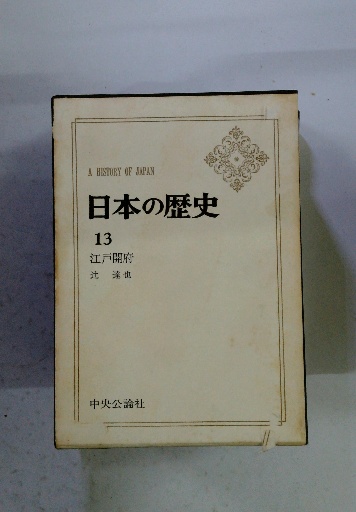 A HISTORY OF JAPAN
日本の歴史
13
江戸開府
辻 達也
中央公論社